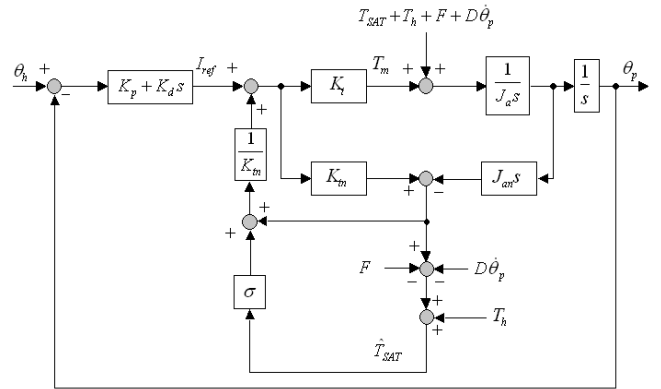 T_SAT + T_h + F + Dθ̇_p
θ_h
+
−
K_p + K_d s
I_ref
+
+
K_t
T_m
+
+
1/(J_a s)
1/s
θ_p
1/K_tn
K_tn
+
−
J_an s
+
+
+
F
−
−
Dθ̇_p
σ
+
+
T_h
T̂_SAT